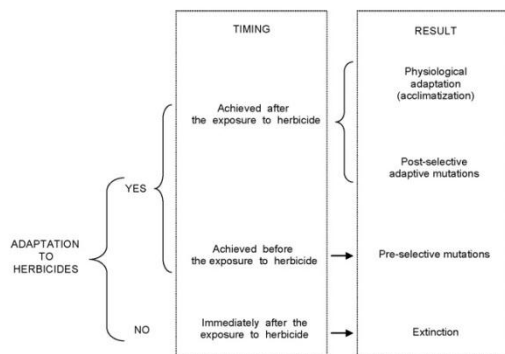 TIMING
RESULT
Physiological
adaptation
(acclimatization)
Achieved after
the exposure to herbicide
Post-selective
adaptive mutations
YES
ADAPTATION
TO
HERBICIDES
Achieved before
the exposure to herbicide
Pre-selective mutations
NO
Immediately after the
exposure to herbicide
Extinction